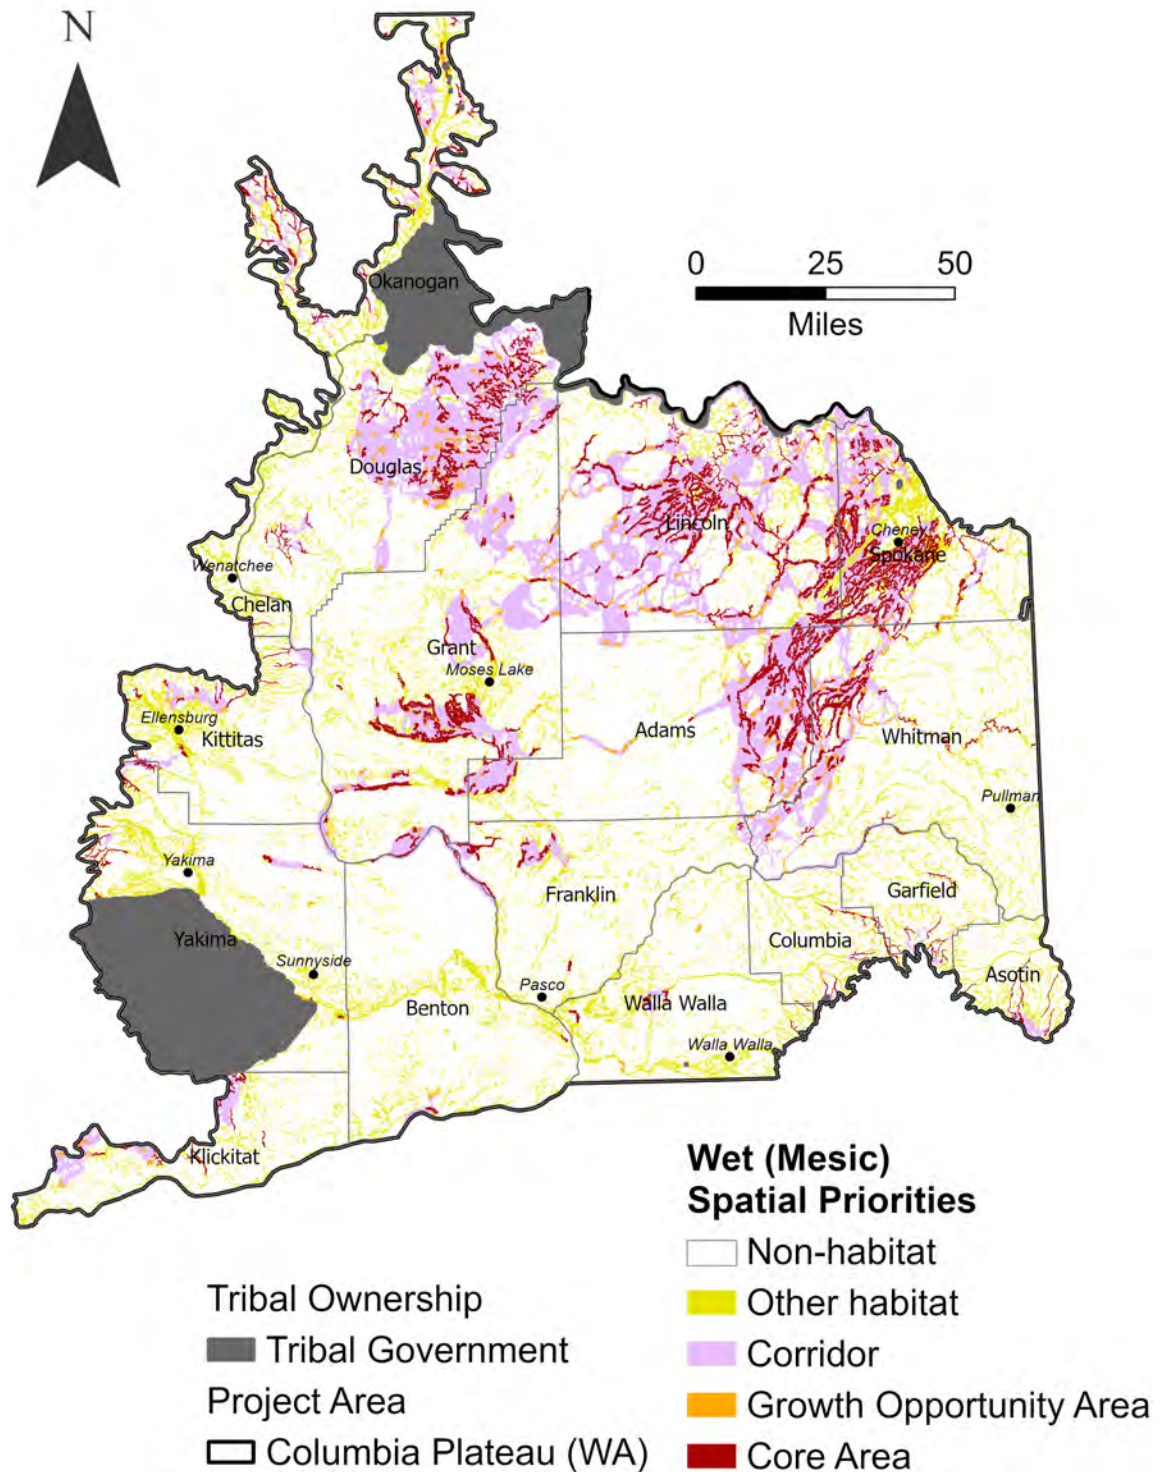 N
Okanogan
0 25 50
Miles
Douglas
Lincoln
Cheney
Spokane
Wenatchee
Chelan
Grant
Moses Lake
Ellensburg
Kittitas
Adams
Whitman
Pullman
Yakima
Franklin
Garfield
Yakima
Columbia
Sunnyside
Asotin
Pasco
Benton
Walla Walla
Walla Walla
Klickitat
Wet (Mesic)
Spatial Priorities
Non-habitat
Other habitat
Corridor
Growth Opportunity Area
Core Area
Tribal Ownership
Tribal Government
Project Area
Columbia Plateau (WA)